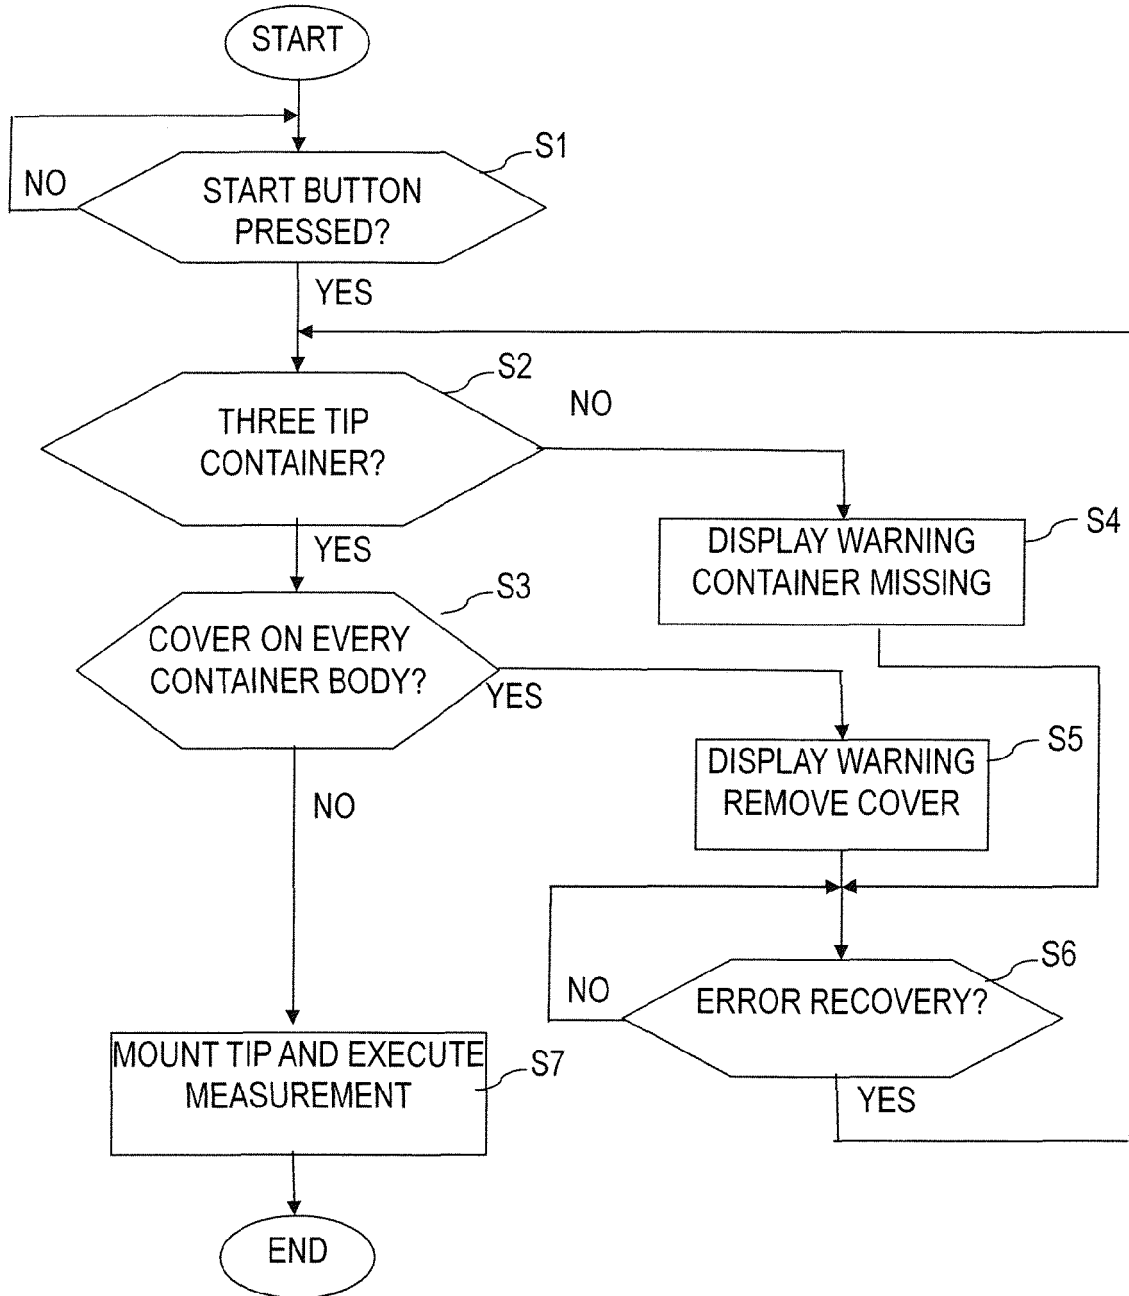 START
S1
NO
START BUTTON
PRESSED?
YES
S2
NO
THREE TIP
CONTAINER?
S4
YES
DISPLAY WARNING
CONTAINER MISSING
S3
COVER ON EVERY
CONTAINER BODY?
YES
S5
DISPLAY WARNING
REMOVE COVER
NO
S6
NO
ERROR RECOVERY?
MOUNT TIP AND EXECUTE
MEASUREMENT
S7
YES
END